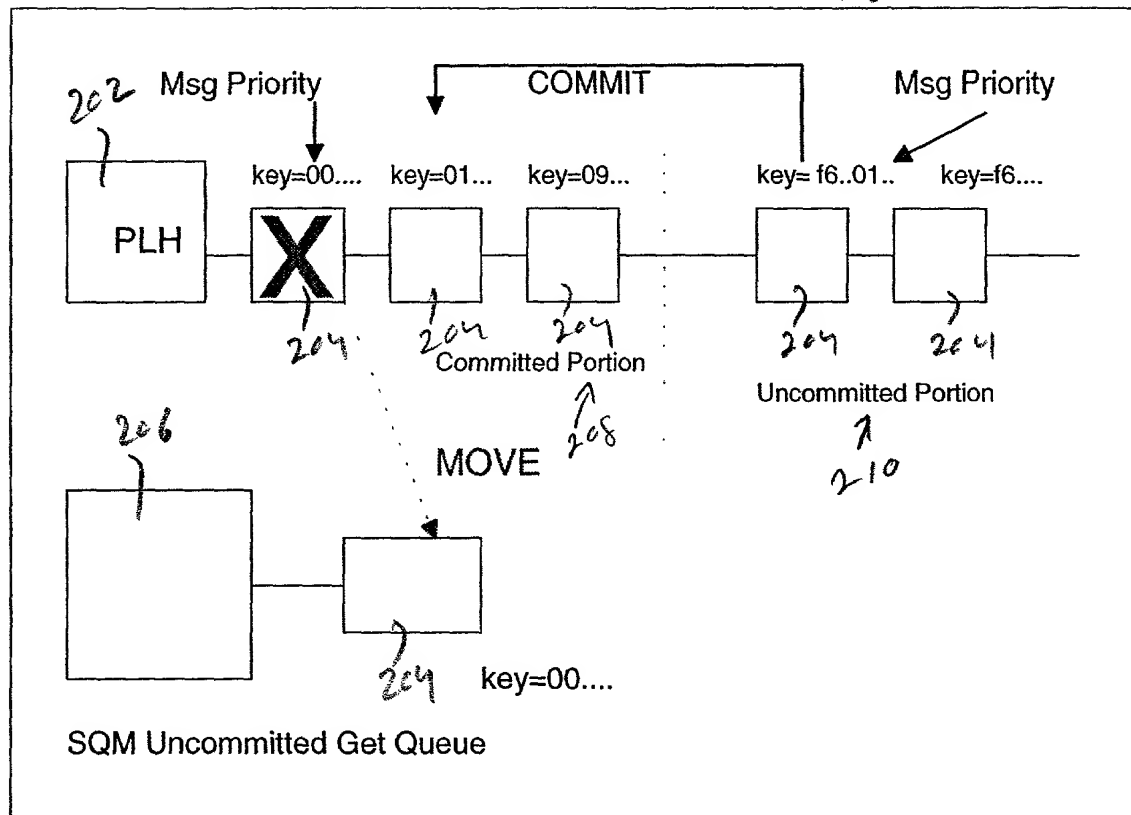 202
Msg Priority
COMMIT
Msg Priority
key=00....
key=01...
key=09...
key= f6..01..
key=f6....
PLH
X
204
204
204
204
204
Committed Portion
208
Uncommitted Portion
210
206
MOVE
204
key=00....
SQM Uncommitted Get Queue